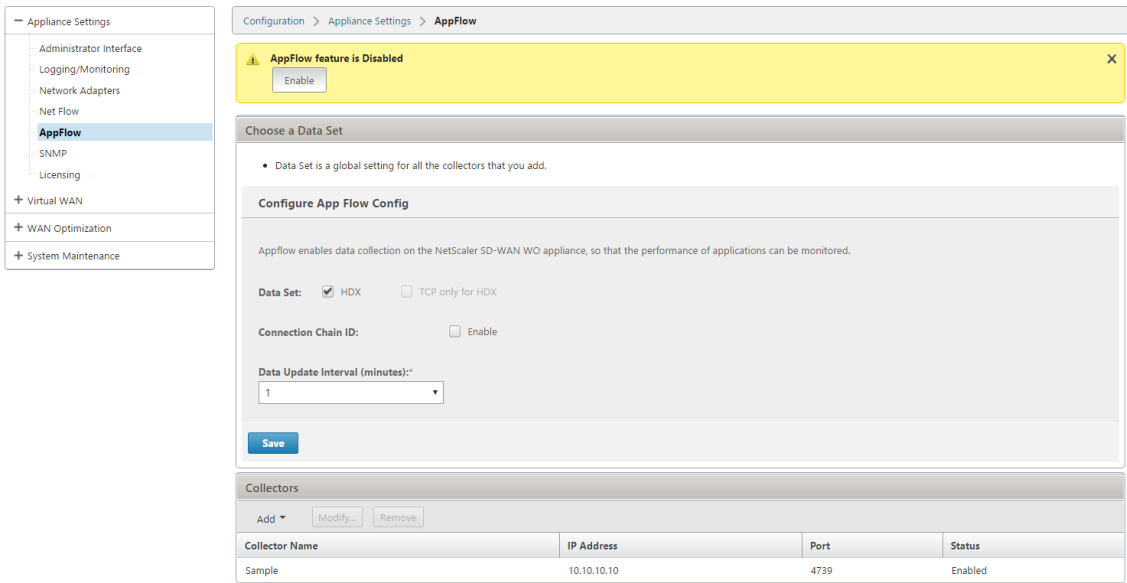 Appliance Settings
Administrator Interface
Logging/Monitoring
Network Adapters
Net Flow
AppFlow
SNMP
Licensing
Virtual WAN
WAN Optimization
System Maintenance
Configuration > Appliance Settings > AppFlow
AppFlow feature is Disabled
Enable
Choose a Data Set
Data Set is a global setting for all the collectors that you add.
Configure App Flow Config
Appflow enables data collection on the NetScaler SD-WAN WO appliance, so that the performance of applications can be monitored.
Data Set: HDX TCP only for HDX
Connection Chain ID: Enable
Data Update Interval (minutes):*
1
Save
Collectors
Add Modify... Remove
Collector Name IP Address Port Status
Sample 10.10.10.10 4739 Enabled